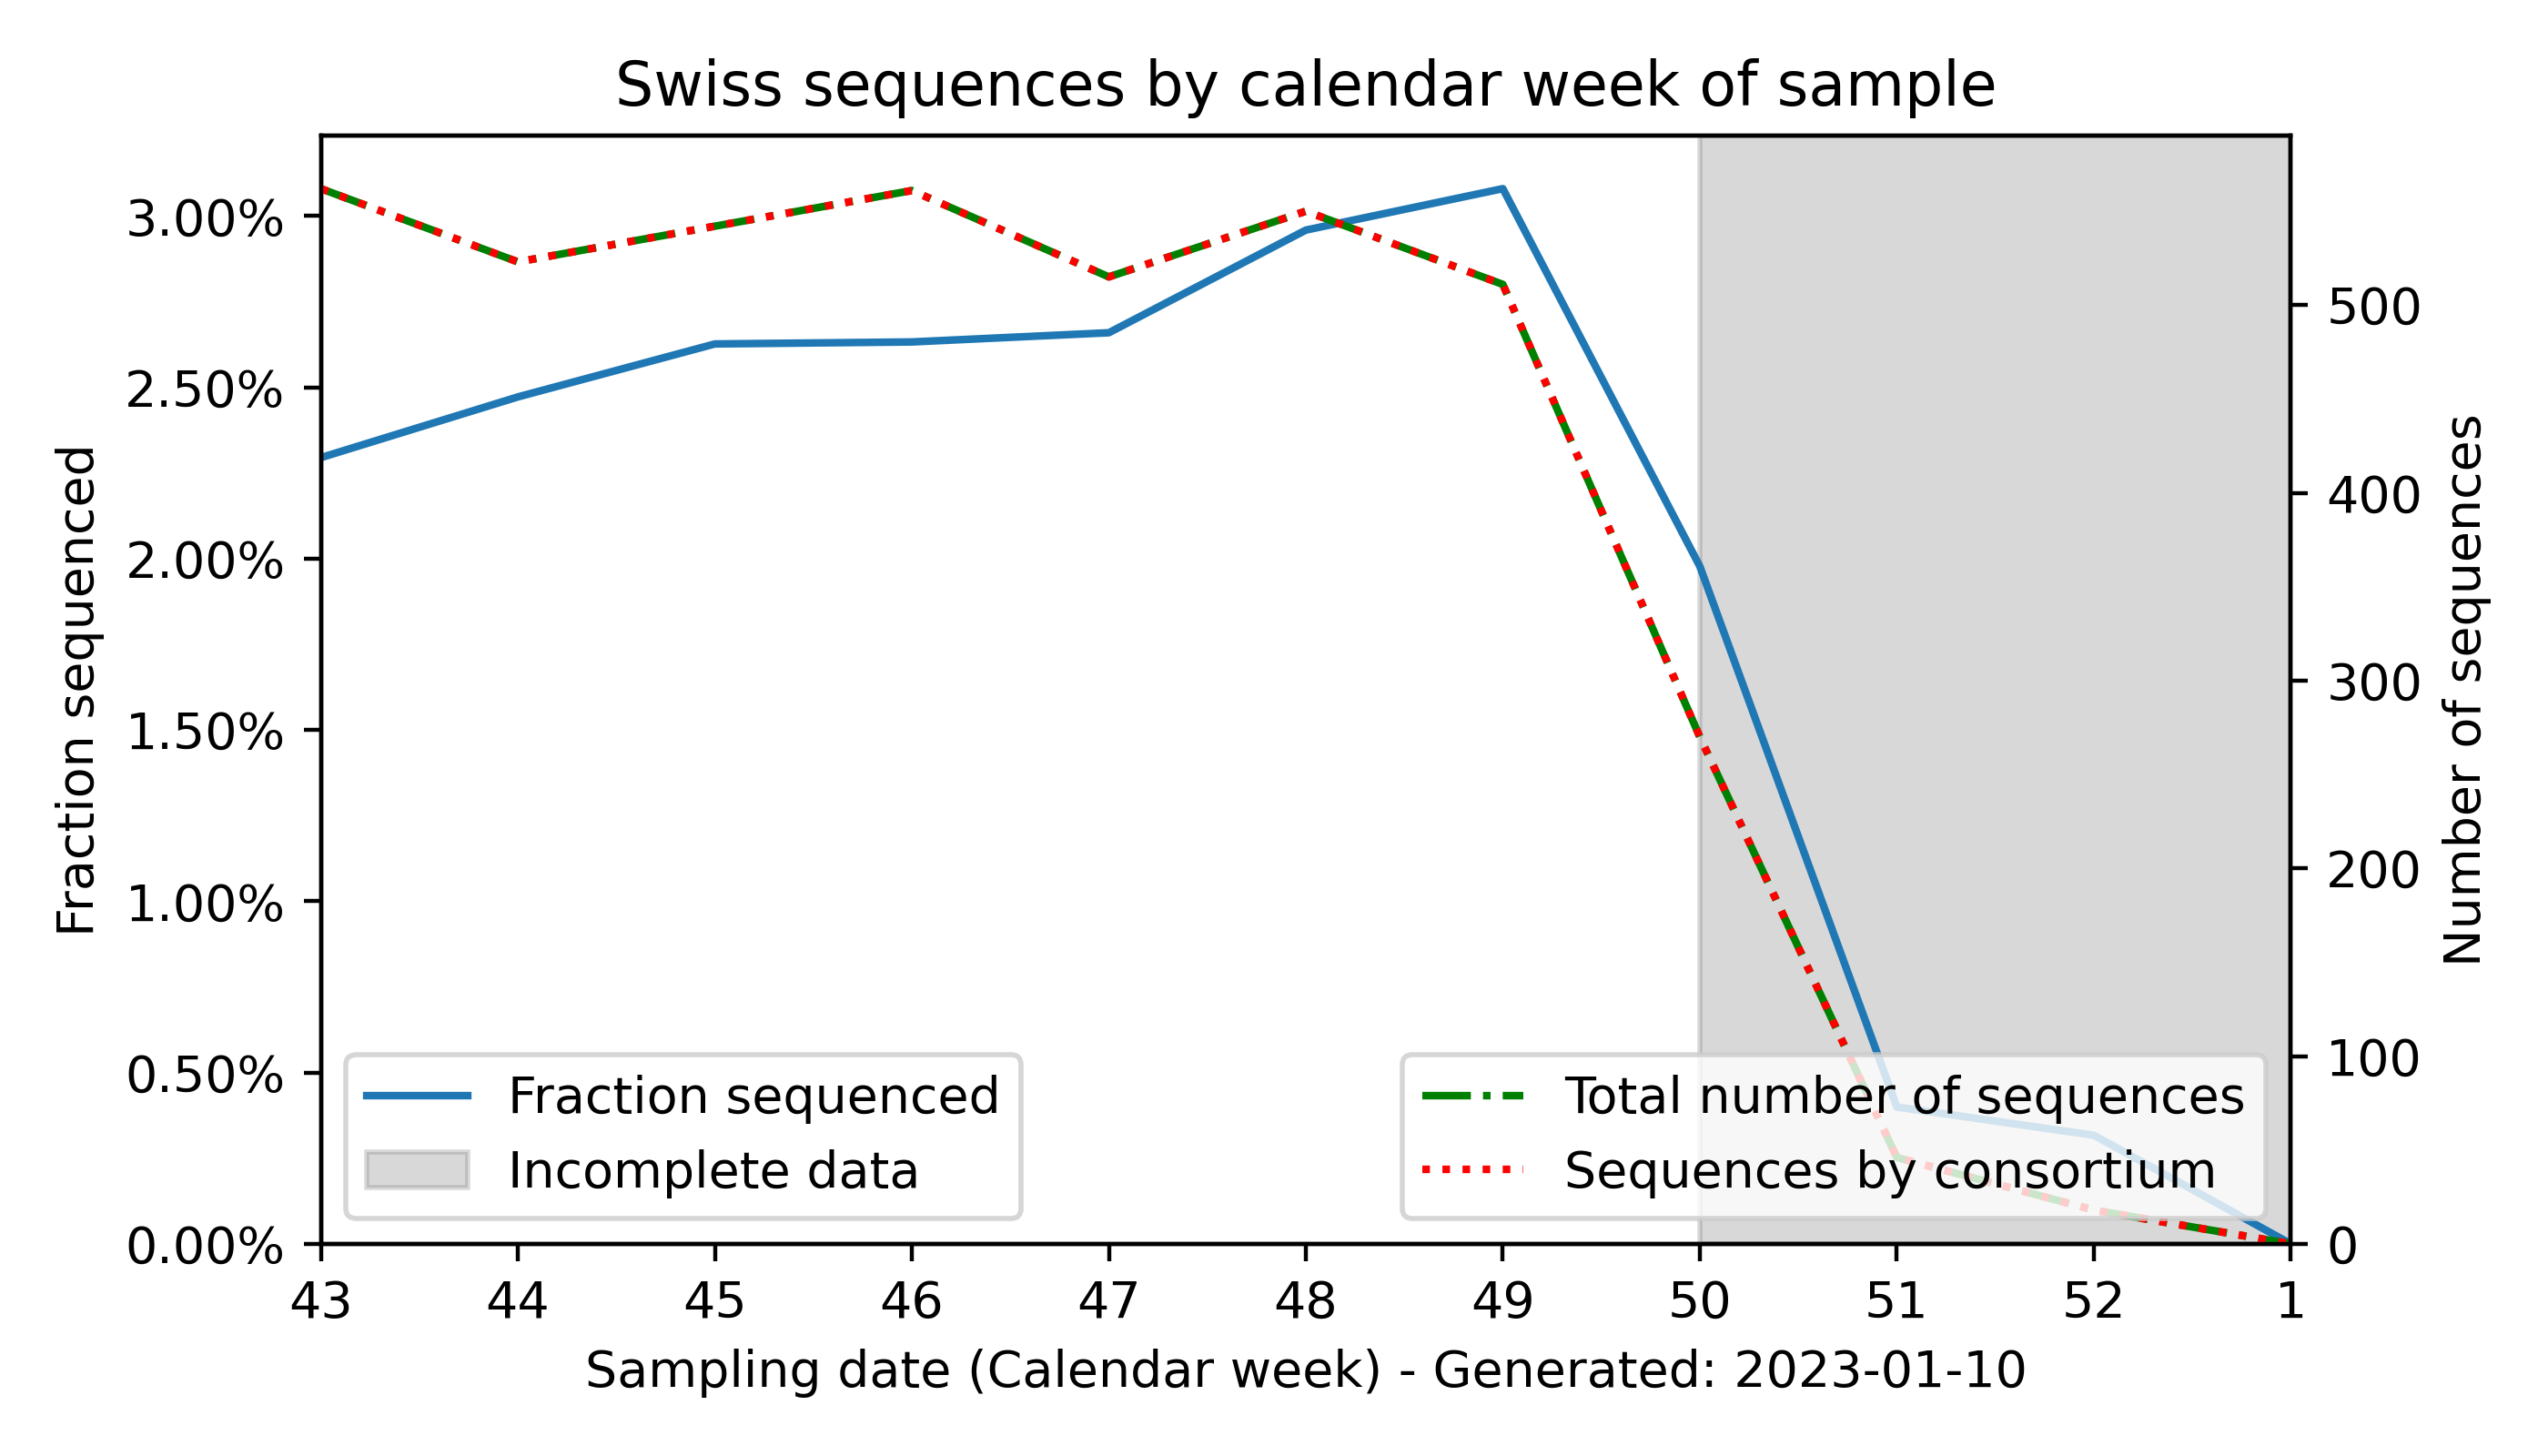 Swiss sequences by calendar week of sample
3.00%
2.50%
2.00%
1.50%
1.00%
0.50%
0.00%
Fraction sequenced
500
400
300
200
100
0
Number of sequences
Fraction sequenced
Incomplete data
Total number of sequences
Sequences by consortium
43 44 45 46 47 48 49 50 51 52 1
Sampling date (Calendar week) - Generated: 2023-01-10